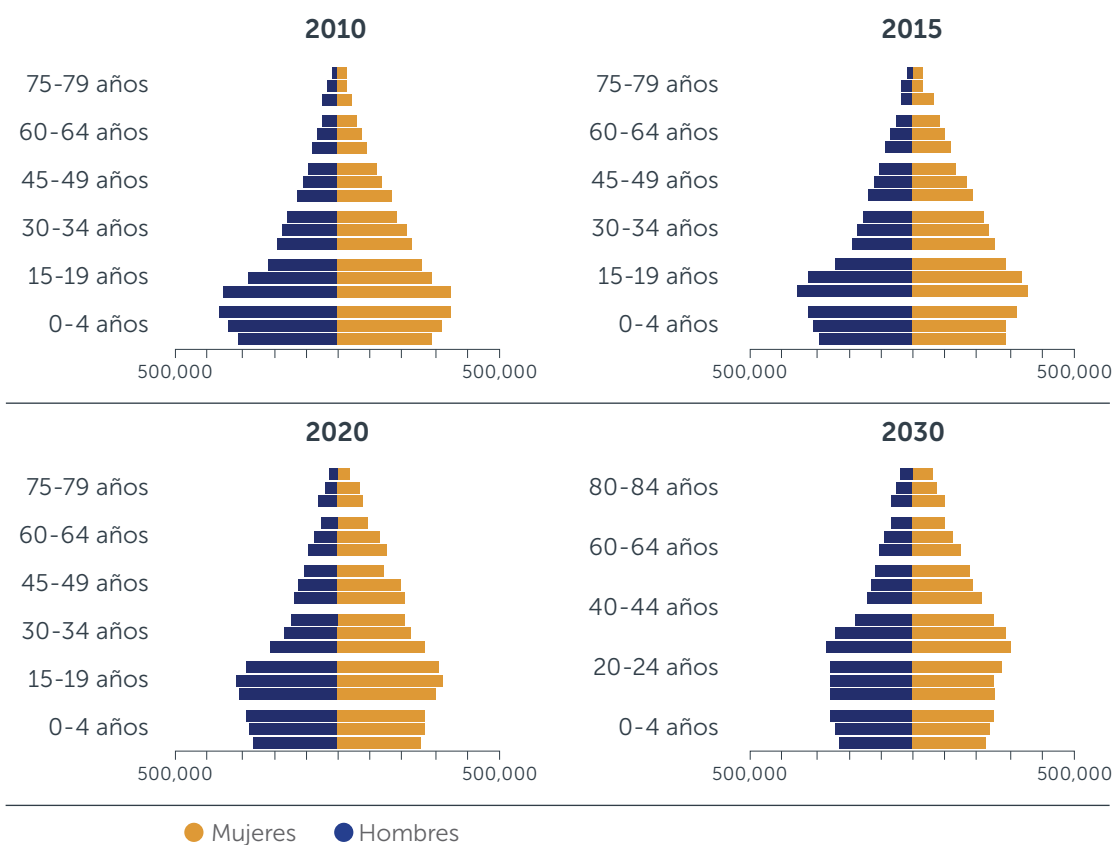 2010
75-79 años
60-64 años
45-49 años
30-34 años
15-19 años
0-4 años
500,000 500,000
2015
75-79 años
60-64 años
45-49 años
30-34 años
15-19 años
0-4 años
500,000 500,000
2020
75-79 años
60-64 años
45-49 años
30-34 años
15-19 años
0-4 años
500,000 500,000
2030
80-84 años
60-64 años
40-44 años
20-24 años
0-4 años
500,000 500,000
Mujeres Hombres